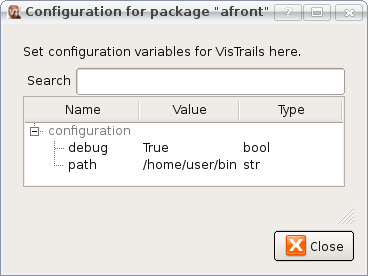 Configuration for package "afront"
Set configuration variables for VisTrails here.
Search
Name Value Type
configuration
debug True bool
path /home/user/bin str
Close